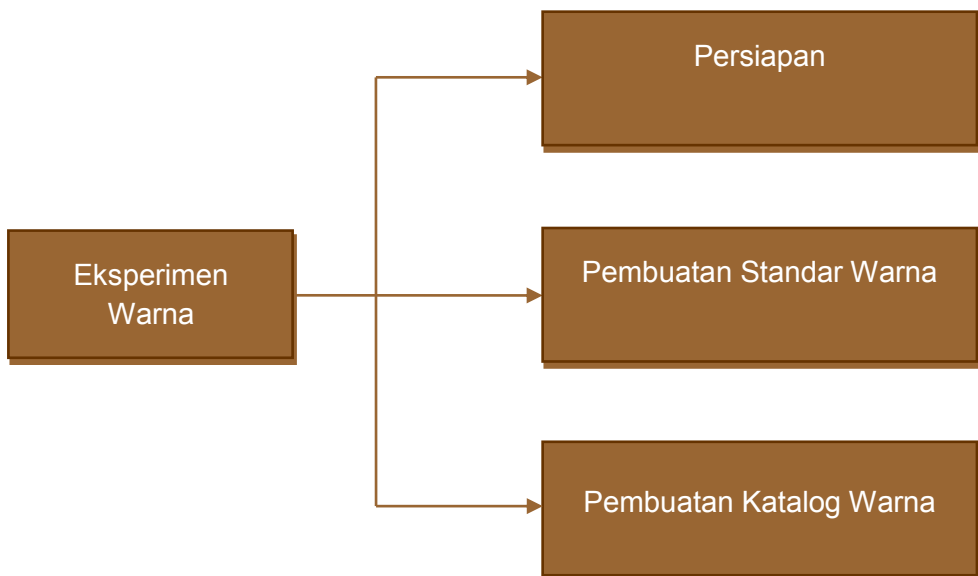 Persiapan
Eksperimen
Warna
Pembuatan Standar Warna
Pembuatan Katalog Warna